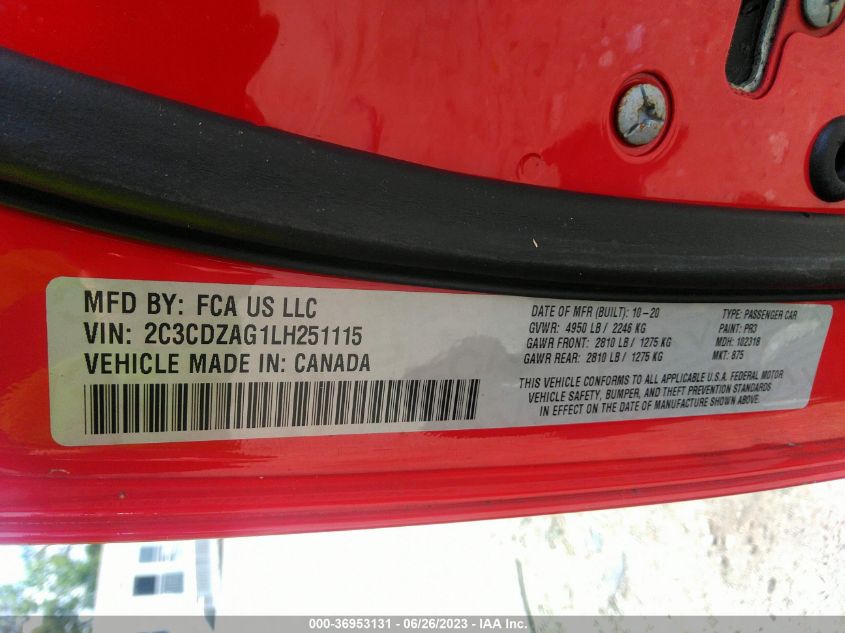 MFD BY: FCA US LLC
VIN: 2C3CDZAG1LH251115
VEHICLE MADE IN: CANADA
DATE OF MFR (BUILT): 10-20
GVWR: 4950 LB / 2246 KG
GAWR FRONT: 2810 LB / 1275 KG
GAWR REAR: 2810 LB / 1275 KG
TYPE: PASSENGER CAR
PAINT: PR3
MDH: 102318
MKT: B75
THIS VEHICLE CONFORMS TO ALL APPLICABLE U.S.A. FEDERAL MOTOR
VEHICLE SAFETY, BUMPER, AND THEFT PREVENTION STANDARDS
IN EFFECT ON THE DATE OF MANUFACTURE SHOWN ABOVE.
000-36953131 - 06/26/2023 - IAA Inc.